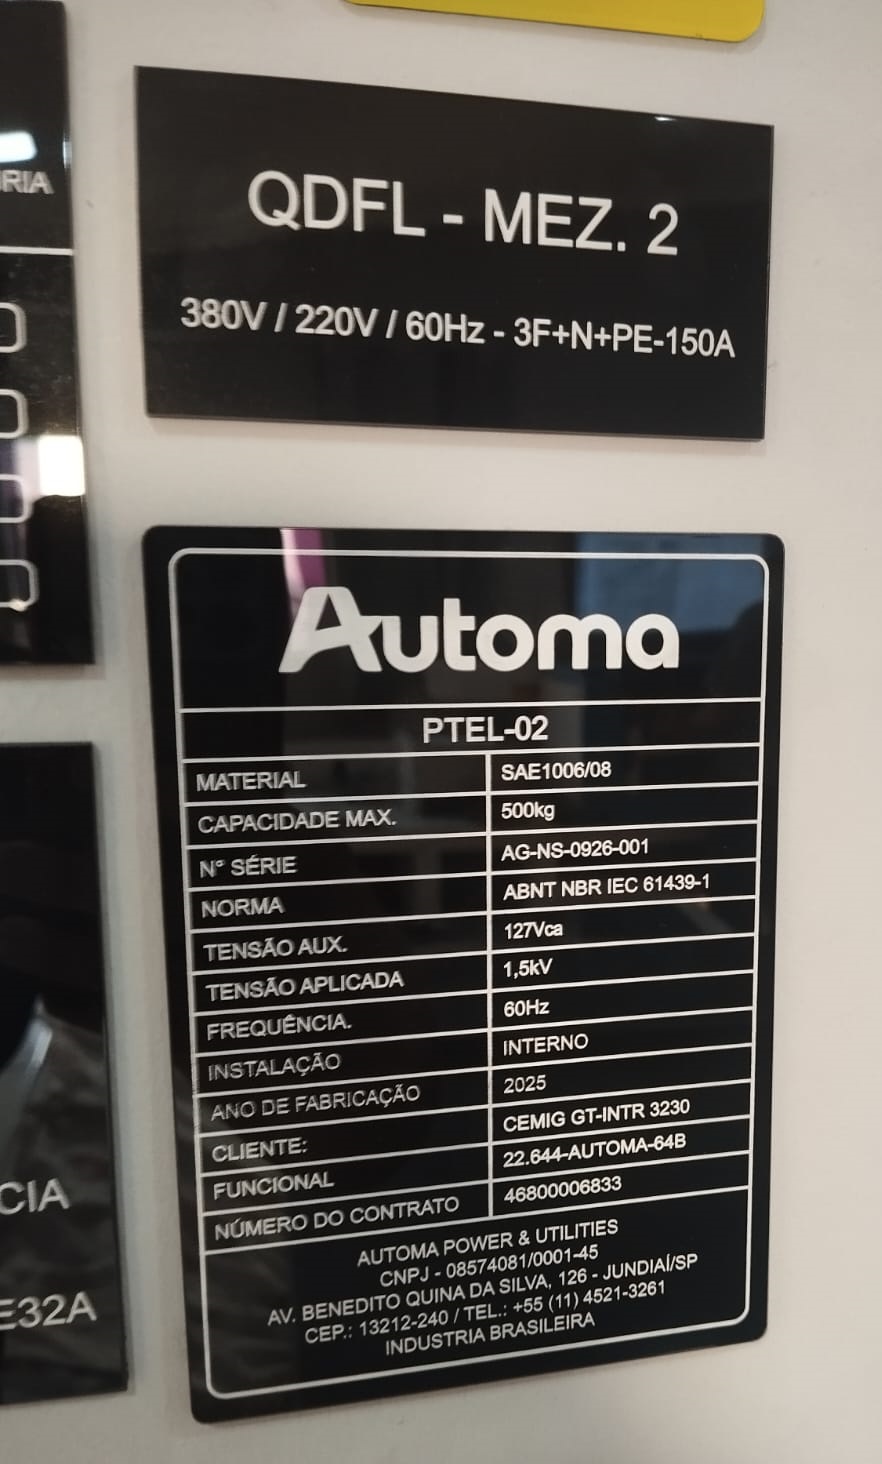 RIA
QDFL - MEZ. 2
380V / 220V / 60Hz - 3F+N+PE-150A
Automa
PTEL-02
MATERIAL SAE1006/08
CAPACIDADE MAX. 500kg
Nº SÉRIE AG-NS-0926-001
NORMA ABNT NBR IEC 61439-1
TENSÃO AUX. 127Vca
TENSÃO APLICADA 1,5kV
FREQUÊNCIA. 60Hz
INSTALAÇÃO INTERNO
ANO DE FABRICAÇÃO 2025
CLIENTE: CEMIG GT-INTR 3230
FUNCIONAL 22.644-AUTOMA-64B
NÚMERO DO CONTRATO 46800006833
AUTOMA POWER & UTILITIES
CNPJ - 08574081/0001-45
AV. BENEDITO QUINA DA SILVA, 126 - JUNDIAÍ/SP
CEP.: 13212-240 / TEL.: +55 (11) 4521-3261
INDUSTRIA BRASILEIRA
CIA
E32A